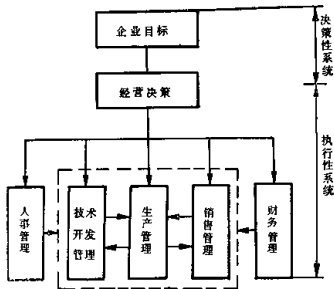 企业目标
经营决策
决策性系统
执行性系统
人事管理
技术
开发
管理
生产管理
销售管理
财务管理